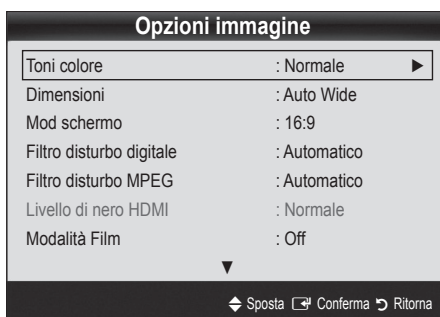 Opzioni immagine
Toni colore : Normale ►
Dimensioni : Auto Wide
Mod schermo : 16:9
Filtro disturbo digitale : Automatico
Filtro disturbo MPEG : Automatico
Livello di nero HDMI : Normale
Modalità Film : Off
▼
Sposta Conferma Ritorna